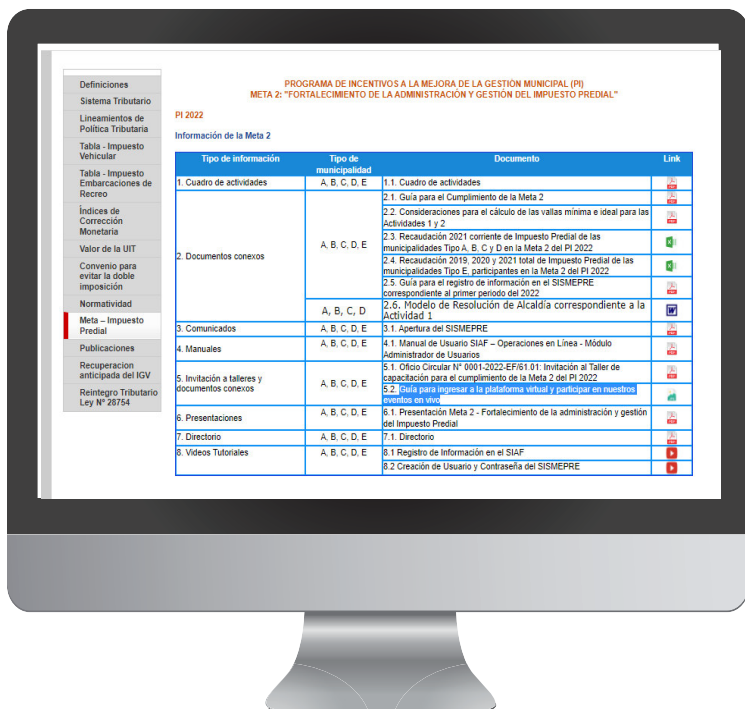 Definiciones
Sistema Tributario
Lineamientos de
Política Tributaria
Tabla - Impuesto
Vehicular
Tabla - Impuesto
Embarcaciones de
Recreo
Índices de
Corrección
Monetaria
Valor de la UIT
Convenio para
evitar la doble
imposición
Normatividad
Meta – Impuesto
Predial
Publicaciones
Recuperacion
anticipada del IGV
Reintegro Tributario
Ley Nº 28754
PROGRAMA DE INCENTIVOS A LA MEJORA DE LA GESTIÓN MUNICIPAL (PI)
META 2: "FORTALECIMIENTO DE LA ADMINISTRACIÓN Y GESTIÓN DEL IMPUESTO PREDIAL"
PI 2022
Información de la Meta 2
Tipo de información
Tipo de
municipalidad
Documento
Link
1. Cuadro de actividades
A, B, C, D, E
1.1. Cuadro de actividades
2. Documentos conexos
A, B, C, D, E
2.1. Guía para el Cumplimiento de la Meta 2
2.2. Consideraciones para el cálculo de las vallas mínima e ideal para las
Actividades 1 y 2
2.3. Recaudación 2021 corriente de Impuesto Predial de las
municipalidades Tipo A, B, C y D en la Meta 2 del PI 2022
2.4. Recaudación 2019, 2020 y 2021 total de Impuesto Predial de las
municipalidades Tipo E, participantes en la Meta 2 del PI 2022
2.5. Guía para el registro de información en el SISMEPRE
correspondiente al primer periodo del 2022
A, B, C, D
2.6. Modelo de Resolución de Alcaldía correspondiente a la
Actividad 1
3. Comunicados
A, B, C, D, E
3.1. Apertura del SISMEPRE
4. Manuales
A, B, C, D, E
4.1. Manual de Usuario SIAF – Operaciones en Línea - Módulo
Administrador de Usuarios
5. Invitación a talleres y
documentos conexos
A, B, C, D, E
5.1. Oficio Circular N° 0001-2022-EF/61.01: Invitación al Taller de
capacitación para el cumplimiento de la Meta 2 del PI 2022
5.2. Guía para ingresar a la plataforma virtual y participar en nuestros
eventos en vivo
6. Presentaciones
A, B, C, D, E
6.1. Presentación Meta 2 - Fortalecimiento de la administración y gestión
del Impuesto Predial
7. Directorio
A, B, C, D, E
7.1. Directorio
8. Videos Tutoriales
A, B, C, D, E
8.1 Registro de Información en el SIAF
8.2 Creación de Usuario y Contraseña del SISMEPRE